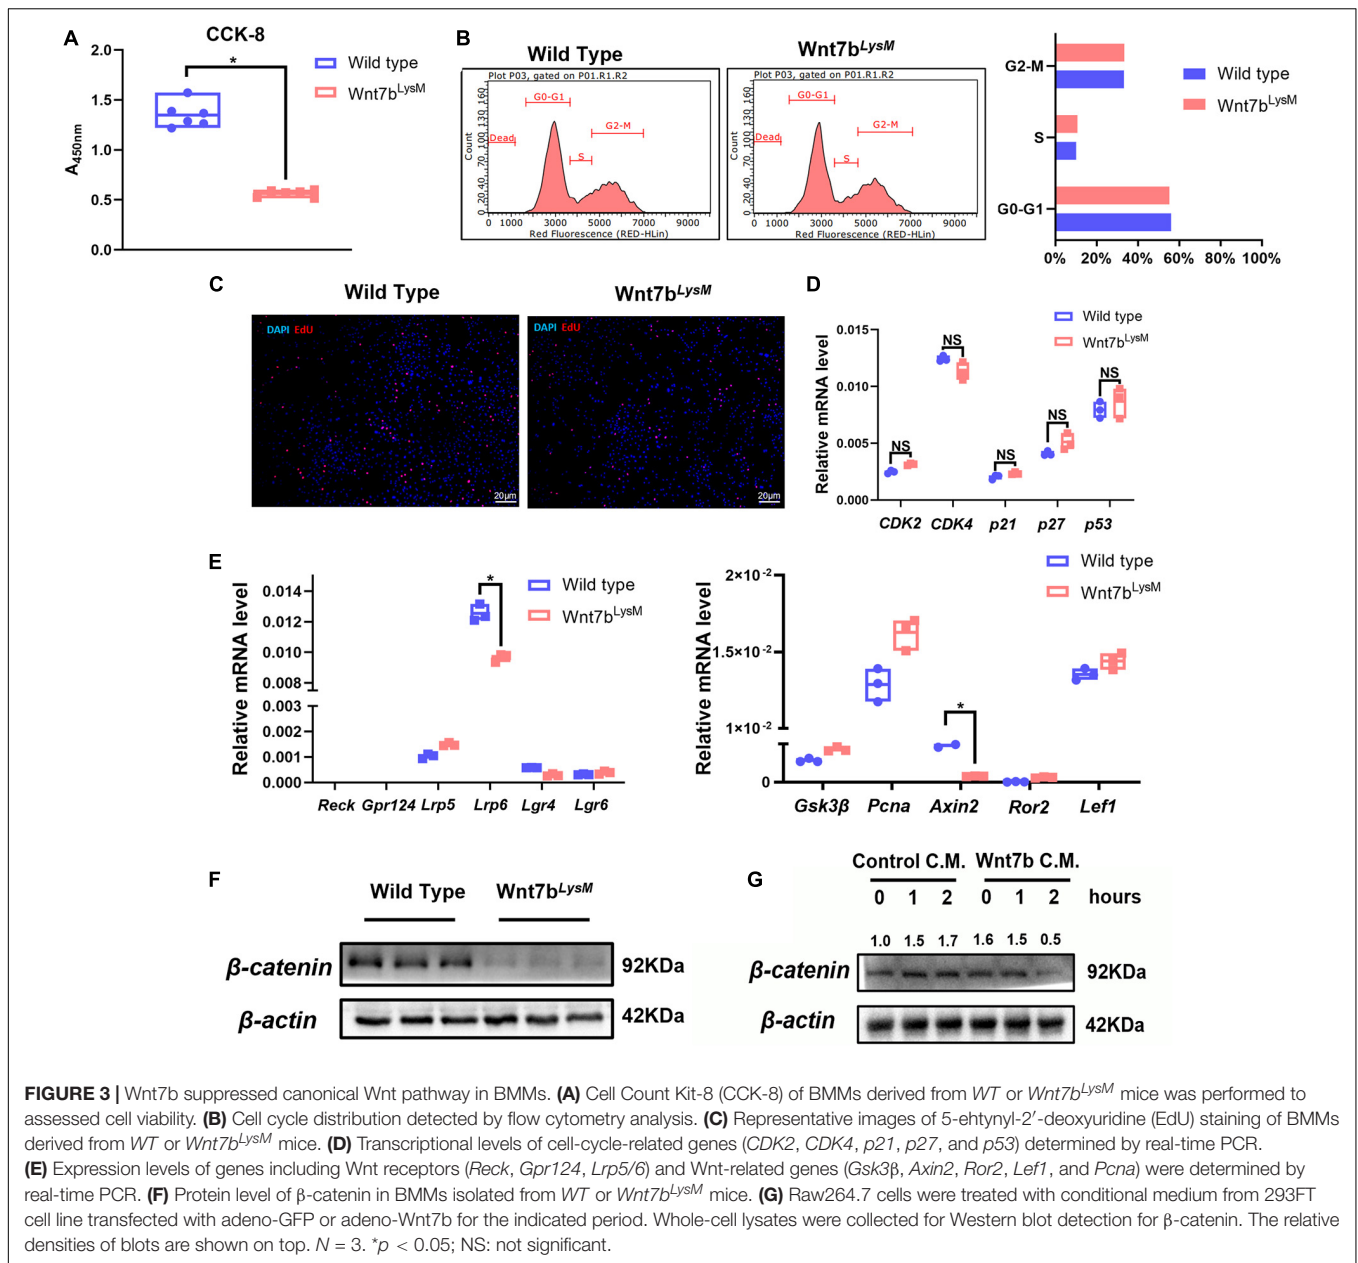 A
CCK-8
2.0
1.5
1.0
0.5
0.0
A450nm
*
Wild type
Wnt7bLysM
B
Wild Type
Plot P03, gated on P01.R1.R2
Count
160
130
100
70
40
20
0
Dead
G0-G1
S
G2-M
0 1000 3000 5000 7000 10000
Red Fluorescence (RED-HLin)
Wnt7bLysM
Plot P03, gated on P01.R1.R2
Count
160
130
100
70
40
20
0
Dead
G0-G1
S
G2-M
0 1000 3000 5000 7000 10000
Red Fluorescence (RED-HLin)
G2-M
S
G0-G1
0% 20% 40% 60% 80% 100%
Wild type
Wnt7bLysM
C
Wild Type
DAPI EdU
20µm
Wnt7bLysM
DAPI EdU
20µm
D
Wild type
Wnt7bLysM
Relative mRNA level
0.015
0.010
0.005
0.000
NS
NS
NS
NS
NS
CDK2 CDK4 p21 p27 p53
E
Relative mRNA level
0.014
0.012
0.010
0.008
0.003
0.002
0.001
0.000
*
Wild type
Wnt7bLysM
Reck Gpr124 Lrp5 Lrp6 Lgr4 Lgr6
Relative mRNA level
2×10-2
1.5×10-2
1×10-2
0
*
Wild type
Wnt7bLysM
Gsk3β Pcna Axin2 Ror2 Lef1
F
Wild Type Wnt7bLysM
β-catenin 92KDa
β-actin 42KDa
G
Control C.M. Wnt7b C.M.
0 1 2 0 1 2 hours
1.0 1.5 1.7 1.6 1.5 0.5
β-catenin 92KDa
β-actin 42KDa
FIGURE 3 | Wnt7b suppressed canonical Wnt pathway in BMMs. (A) Cell Count Kit-8 (CCK-8) of BMMs derived from WT or Wnt7bLysM mice was performed to
assessed cell viability. (B) Cell cycle distribution detected by flow cytometry analysis. (C) Representative images of 5-ehtynyl-2′-deoxyuridine (EdU) staining of BMMs
derived from WT or Wnt7bLysM mice. (D) Transcriptional levels of cell-cycle-related genes (CDK2, CDK4, p21, p27, and p53) determined by real-time PCR.
(E) Expression levels of genes including Wnt receptors (Reck, Gpr124, Lrp5/6) and Wnt-related genes (Gsk3β, Axin2, Ror2, Lef1, and Pcna) were determined by
real-time PCR. (F) Protein level of β-catenin in BMMs isolated from WT or Wnt7bLysM mice. (G) Raw264.7 cells were treated with conditional medium from 293FT
cell line transfected with adeno-GFP or adeno-Wnt7b for the indicated period. Whole-cell lysates were collected for Western blot detection for β-catenin. The relative
densities of blots are shown on top. N = 3. *p < 0.05; NS: not significant.